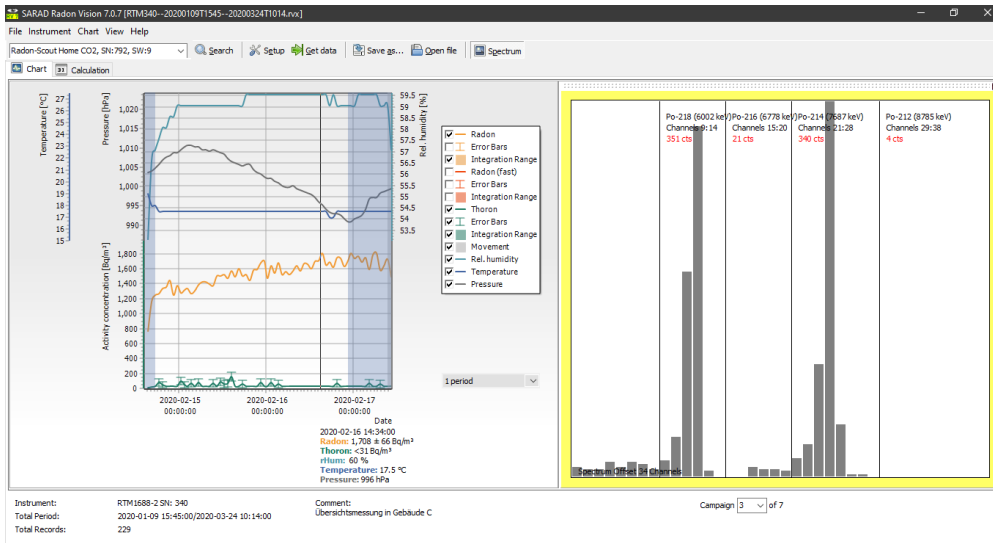 SARAD Radon Vision 7.0.7 [RTM340--20200109T1545--20200324T1014.rvx]
File Instrument Chart View Help
Radon-Scout Home CO2, SN:792, SW:9 Search Setup Get data Save as... Open file Spectrum
Chart 31 Calculation
Temperature [°C]
27
26
25
24
23
22
21
20
19
18
17
16
15
Pressure [hPa]
1,020
1,015
1,010
1,005
1,000
995
990
Rel. humidity [%]
59.5
59
58.5
58
57.5
57
56.5
56
55.5
55
54.5
54
53.5
Activity concentration [Bq/m³]
1,800
1,600
1,400
1,200
1,000
800
600
400
200
0
2020-02-15 2020-02-16 2020-02-17
00:00:00 00:00:00 00:00:00
Date
2020-02-16 14:34:00
Radon: 1,708 ± 66 Bq/m³
Thoron: <31 Bq/m³
rHum: 60 %
Temperature: 17.5 °C
Pressure: 996 hPa
Radon
Error Bars
Integration Range
Radon (fast)
Error Bars
Integration Range
Thoron
Error Bars
Integration Range
Movement
Rel. humidity
Temperature
Pressure
1 period
Po-218 (6002 keV) Po-216 (6778 keV) Po-214 (7687 keV) Po-212 (8785 keV)
Channels 9:14 Channels 15:20 Channels 21:28 Channels 29:38
351 cts 21 cts 340 cts 4 cts
Spectrum Offset: 34 Channels
Instrument: RTM1688-2 SN: 340 Comment:
Total Period: 2020-01-09 15:45:00/2020-03-24 10:14:00 Übersichtsmessung in Gebäude C
Total Records: 229
Campaign 3 of 7